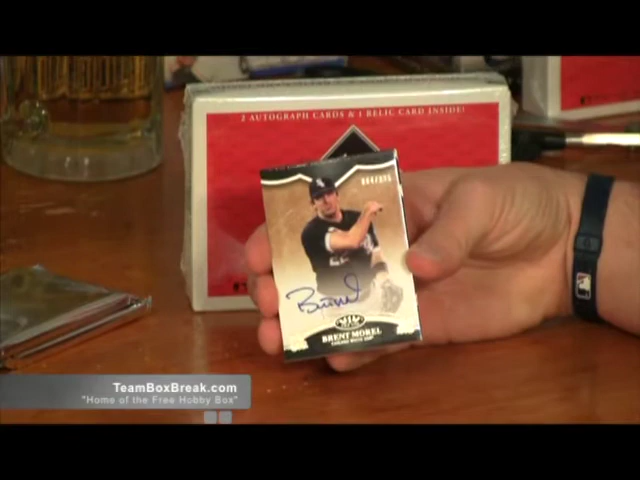 2 AUTOGRAPH CARDS & 1 RELIC CARD INSIDE!
BRENT MOREL
TeamBoxBreak.com
"Home of the Free Hobby Box"